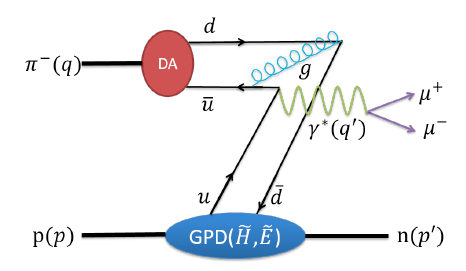 d
π⁻(q)
DA
g
ū
μ⁺
γ*(q′)
μ⁻
u
d̄
p(p)
GPD(H̃,Ẽ)
n(p′)